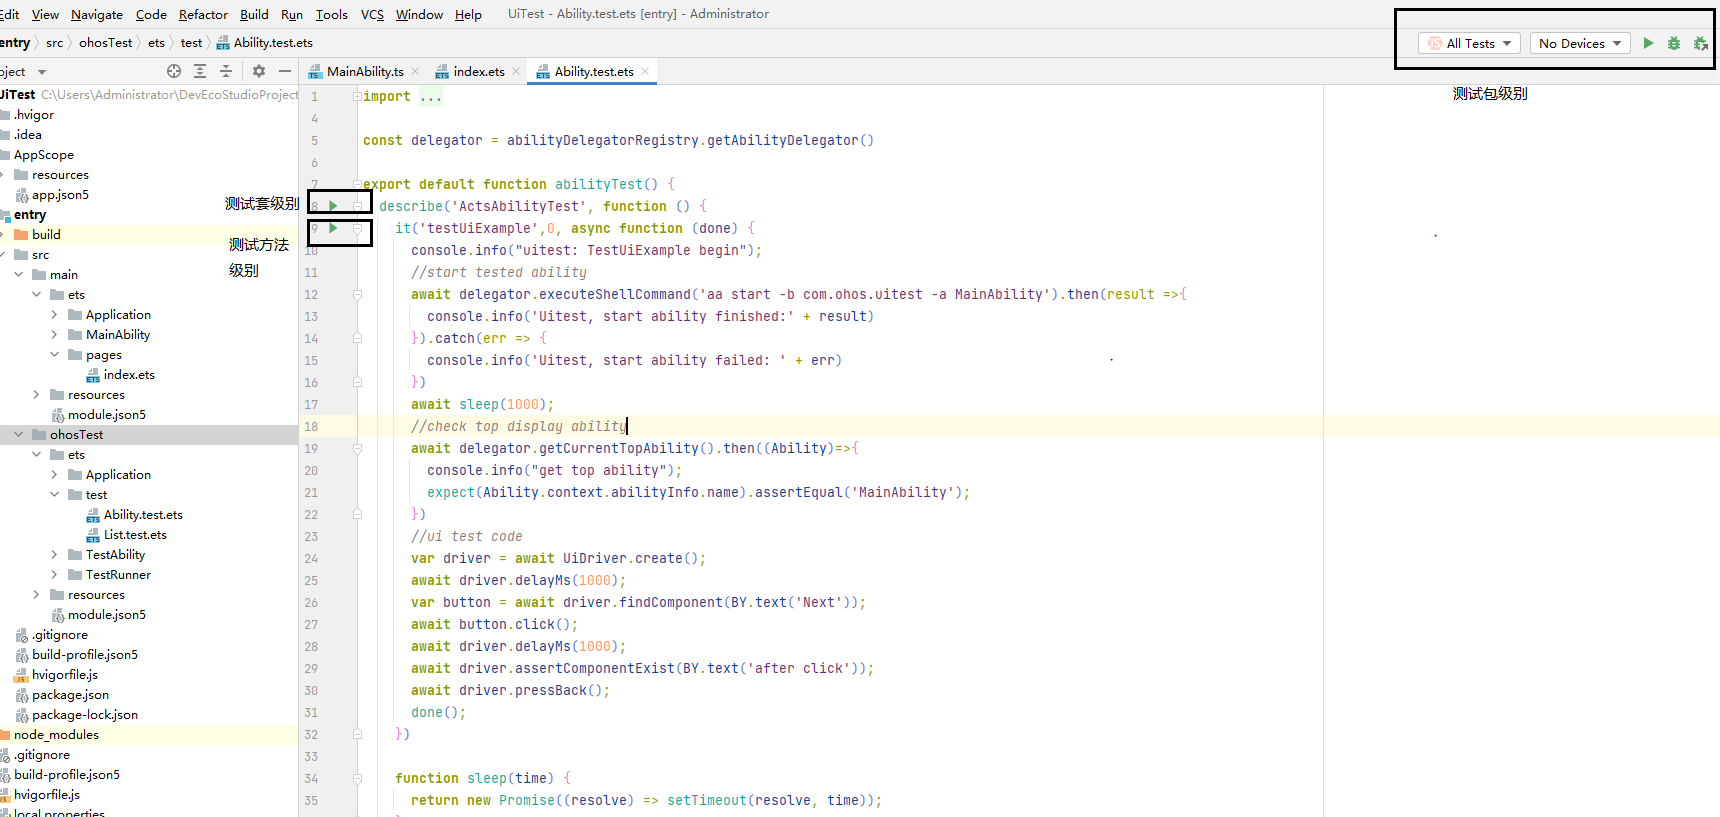 Edit View Navigate Code Refactor Build Run Tools VCS Window Help UiTest - Ability.test.ets [entry] - Administrator
entry src ohosTest ets test Ability.test.ets
All Tests No Devices
测试包级别
MainAbility.ts index.ets Ability.test.ets
UiTest C:\Users\Administrator\DevEcoStudioProject
.hvigor
.idea
AppScope
resources
app.json5
测试套级别
entry
build
测试方法
级别
src
main
ets
Application
MainAbility
pages
index.ets
resources
module.json5
ohosTest
ets
Application
test
Ability.test.ets
List.test.ets
TestAbility
TestRunner
resources
module.json5
.gitignore
build-profile.json5
hvigorfile.js
package.json
package-lock.json
node_modules
.gitignore
build-profile.json5
hvigorfile.js
local.properties
1 import ...
4
5 const delegator = abilityDelegatorRegistry.getAbilityDelegator()
6
7 export default function abilityTest() {
8 describe('ActsAbilityTest', function () {
9 it('testUiExample',0, async function (done) {
10 console.info("uitest: TestUiExample begin");
11 //start tested ability
12 await delegator.executeShellCommand('aa start -b com.ohos.uitest -a MainAbility').then(result =>{
13 console.info('Uitest, start ability finished:' + result)
14 }).catch(err => {
15 console.info('Uitest, start ability failed: ' + err)
16 })
17 await sleep(1000);
18 //check top display ability
19 await delegator.getCurrentTopAbility().then((Ability)=>{
20 console.info("get top ability");
21 expect(Ability.context.abilityInfo.name).assertEqual('MainAbility');
22 })
23 //ui test code
24 var driver = await UiDriver.create();
25 await driver.delayMs(1000);
26 var button = await driver.findComponent(BY.text('Next'));
27 await button.click();
28 await driver.delayMs(1000);
29 await driver.assertComponentExist(BY.text('after click'));
30 await driver.pressBack();
31 done();
32 })
33
34 function sleep(time) {
35 return new Promise((resolve) => setTimeout(resolve, time));